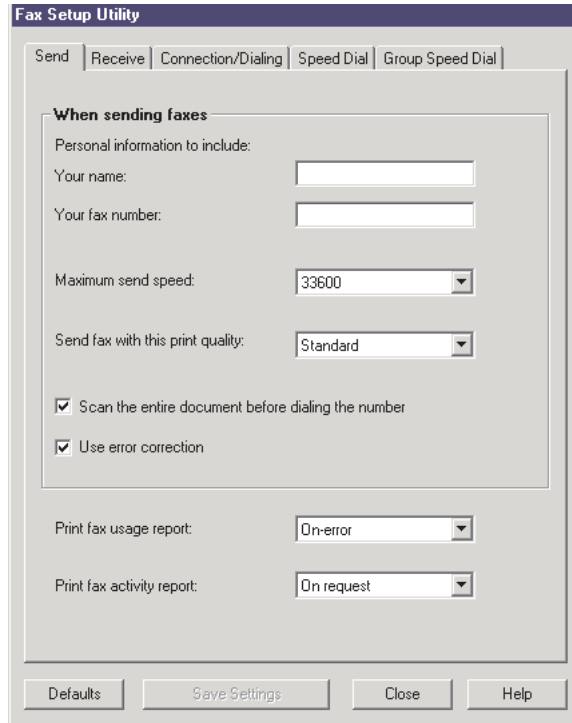 Fax Setup Utility
Send Receive Connection/Dialing Speed Dial Group Speed Dial
When sending faxes
Personal information to include:
Your name:
Your fax number:
Maximum send speed: 33600
Send fax with this print quality: Standard
Scan the entire document before dialing the number
Use error correction
Print fax usage report: On-error
Print fax activity report: On request
Defaults Save Settings Close Help